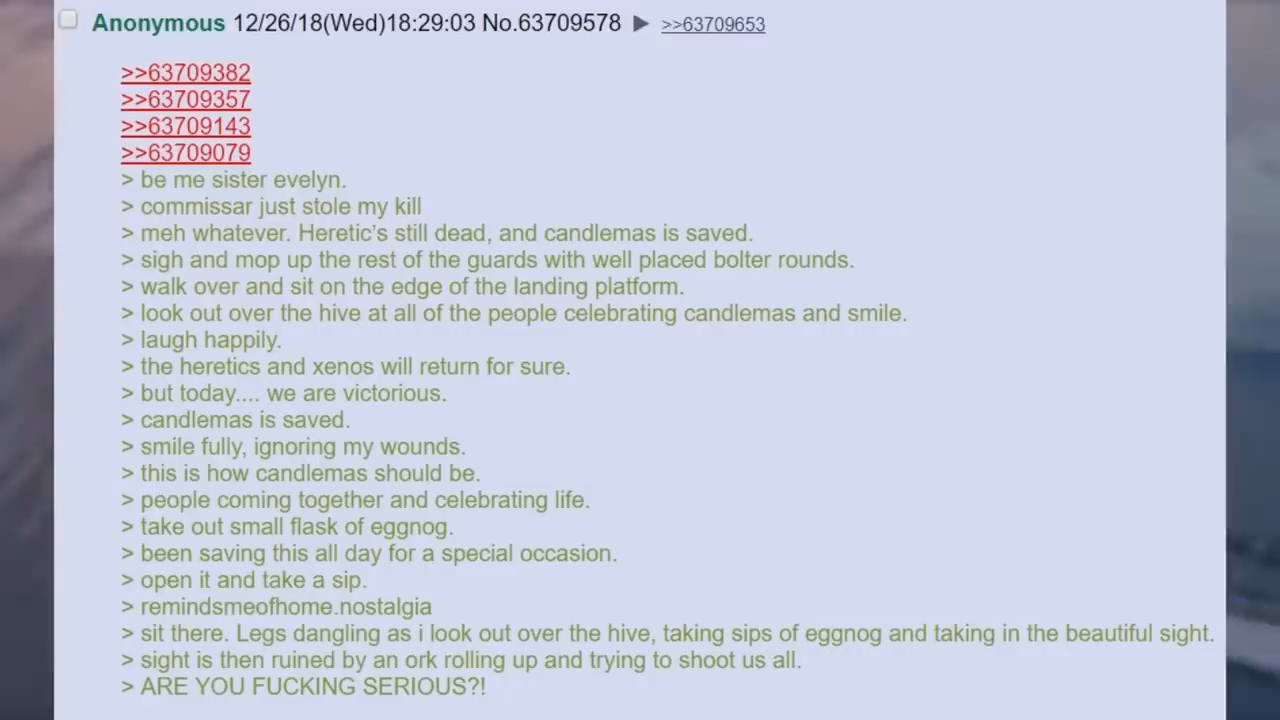 Anonymous 12/26/18(Wed)18:29:03 No.63709578 ▶ >>63709653
>>63709382
>>63709357
>>63709143
>>63709079
> be me sister evelyn.
> commissar just stole my kill
> meh whatever. Heretic’s still dead, and candlemas is saved.
> sigh and mop up the rest of the guards with well placed bolter rounds.
> walk over and sit on the edge of the landing platform.
> look out over the hive at all of the people celebrating candlemas and smile.
> laugh happily.
> the heretics and xenos will return for sure.
> but today.... we are victorious.
> candlemas is saved.
> smile fully, ignoring my wounds.
> this is how candlemas should be.
> people coming together and celebrating life.
> take out small flask of eggnog.
> been saving this all day for a special occasion.
> open it and take a sip.
> remindsmeofhome.nostalgia
> sit there. Legs dangling as i look out over the hive, taking sips of eggnog and taking in the beautiful sight.
> sight is then ruined by an ork rolling up and trying to shoot us all.
> ARE YOU FUCKING SERIOUS?!